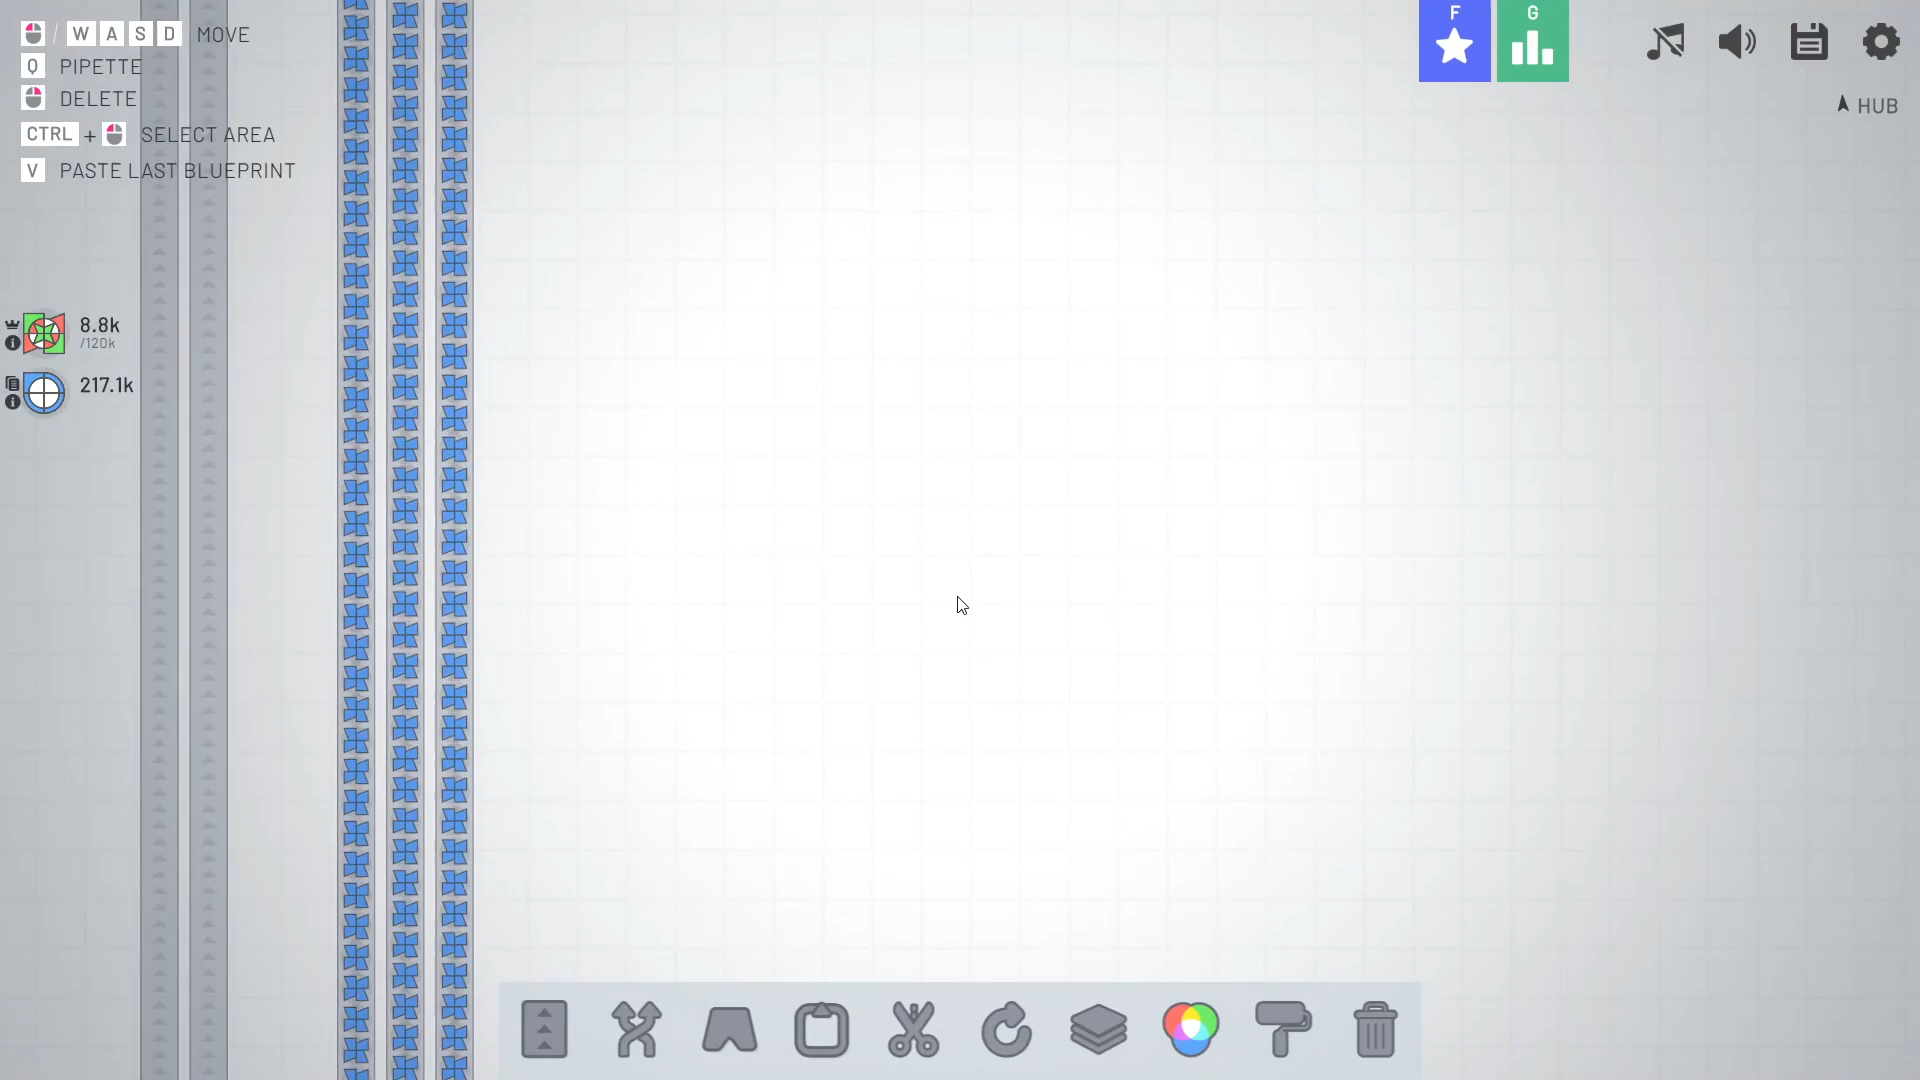 / W A S D MOVE
Q PIPETTE
DELETE
CTRL + SELECT AREA
V PASTE LAST BLUEPRINT
F G
HUB
8.8k
/120k
217.1k